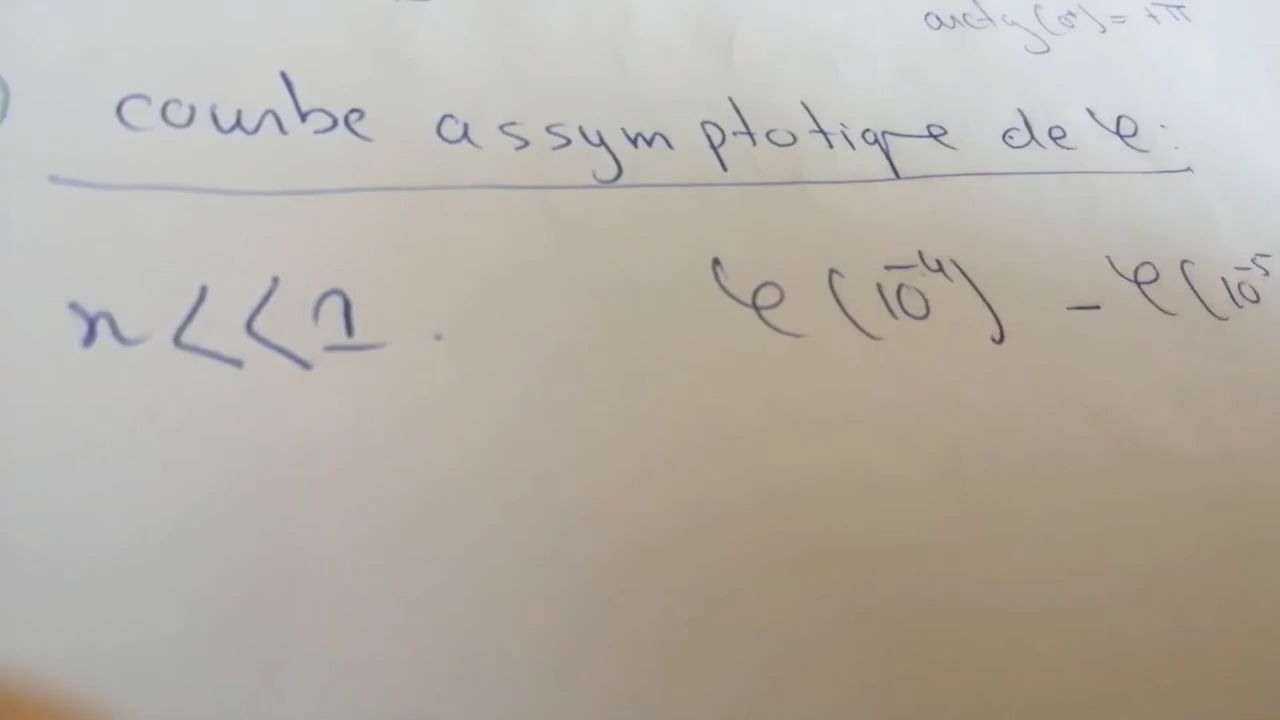 arctg(0⁺) = +π
courbe assymptotique de φ:
x << 1. φ(10⁻⁴) - φ(10⁻⁵